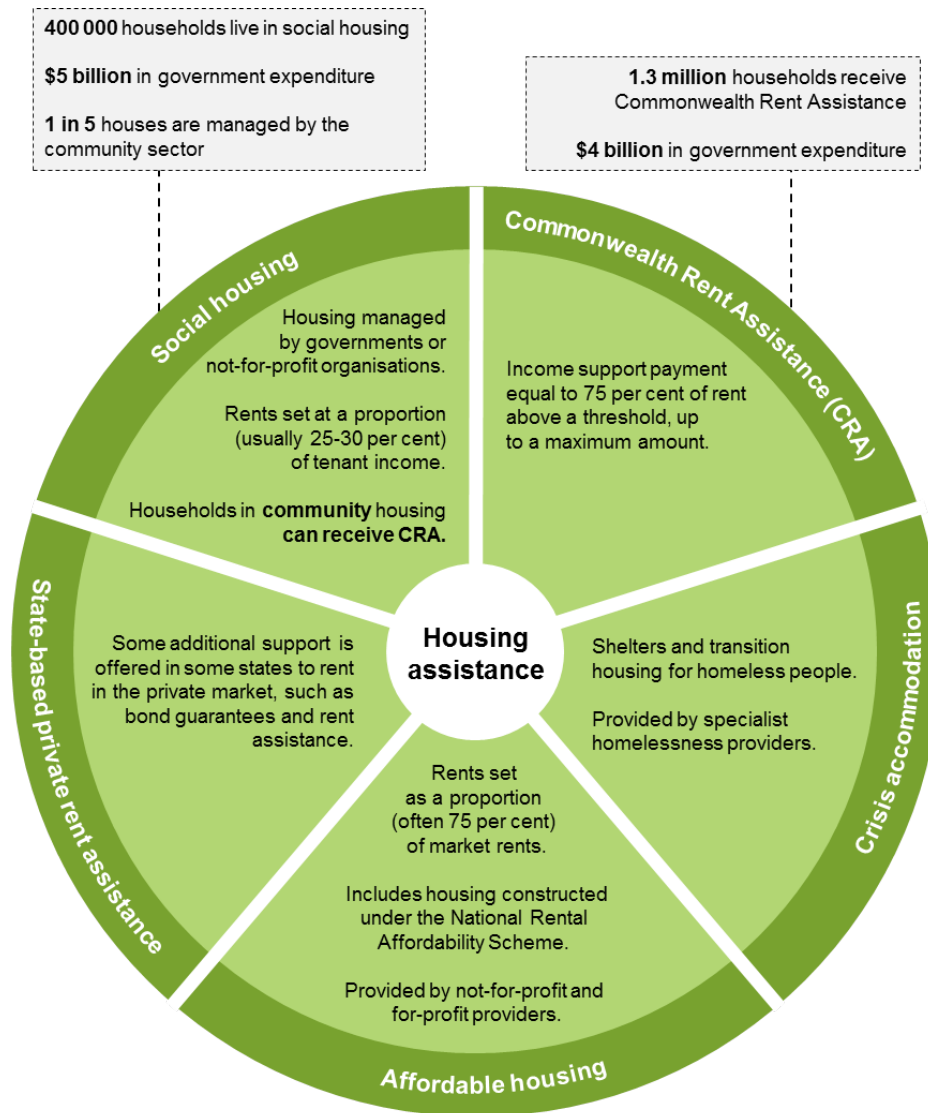 400 000 households live in social housing
$5 billion in government expenditure
1 in 5 houses are managed by the
community sector
1.3 million households receive
Commonwealth Rent Assistance
$4 billion in government expenditure
Social housing
Housing managed
by governments or
not-for-profit organisations.
Rents set at a proportion
(usually 25-30 per cent)
of tenant income.
Households in community housing
can receive CRA.
Commonwealth Rent Assistance (CRA)
Income support payment
equal to 75 per cent of rent
above a threshold, up
to a maximum amount.
Housing
assistance
State-based private rent assistance
Some additional support is
offered in some states to rent
in the private market, such as
bond guarantees and rent
assistance.
Crisis accommodation
Shelters and transition
housing for homeless people.
Provided by specialist
homelessness providers.
Rents set
as a proportion
(often 75 per cent)
of market rents.
Includes housing constructed
under the National Rental
Affordability Scheme.
Provided by not-for-profit and
for-profit providers.
Affordable housing